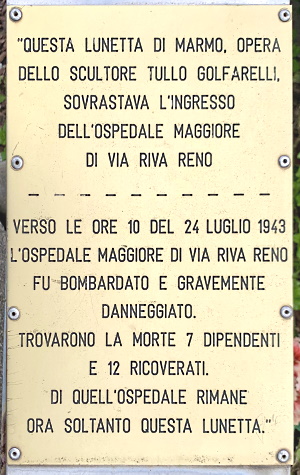 "QUESTA LUNETTA DI MARMO, OPERA
DELLO SCULTORE TULLO GOLFARELLI,
SOVRASTAVA L'INGRESSO
DELL'OSPEDALE MAGGIORE
DI VIA RIVA RENO
– – – – – – – – – – –
VERSO LE ORE 10 DEL 24 LUGLIO 1943
L'OSPEDALE MAGGIORE DI VIA RIVA RENO
FU BOMBARDATO E GRAVEMENTE
DANNEGGIATO.
TROVARONO LA MORTE 7 DIPENDENTI
E 12 RICOVERATI.
DI QUELL'OSPEDALE RIMANE
ORA SOLTANTO QUESTA LUNETTA."